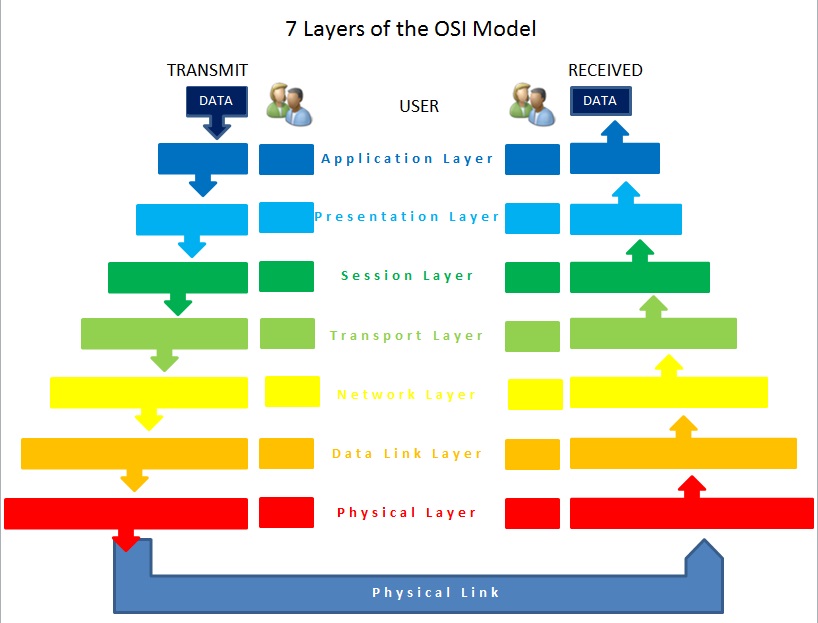 7 Layers of the OSI Model
TRANSMIT
RECEIVED
DATA
USER
DATA
Application Layer
Presentation Layer
Session Layer
Transport Layer
Network Layer
Data Link Layer
Physical Layer
Physical Link